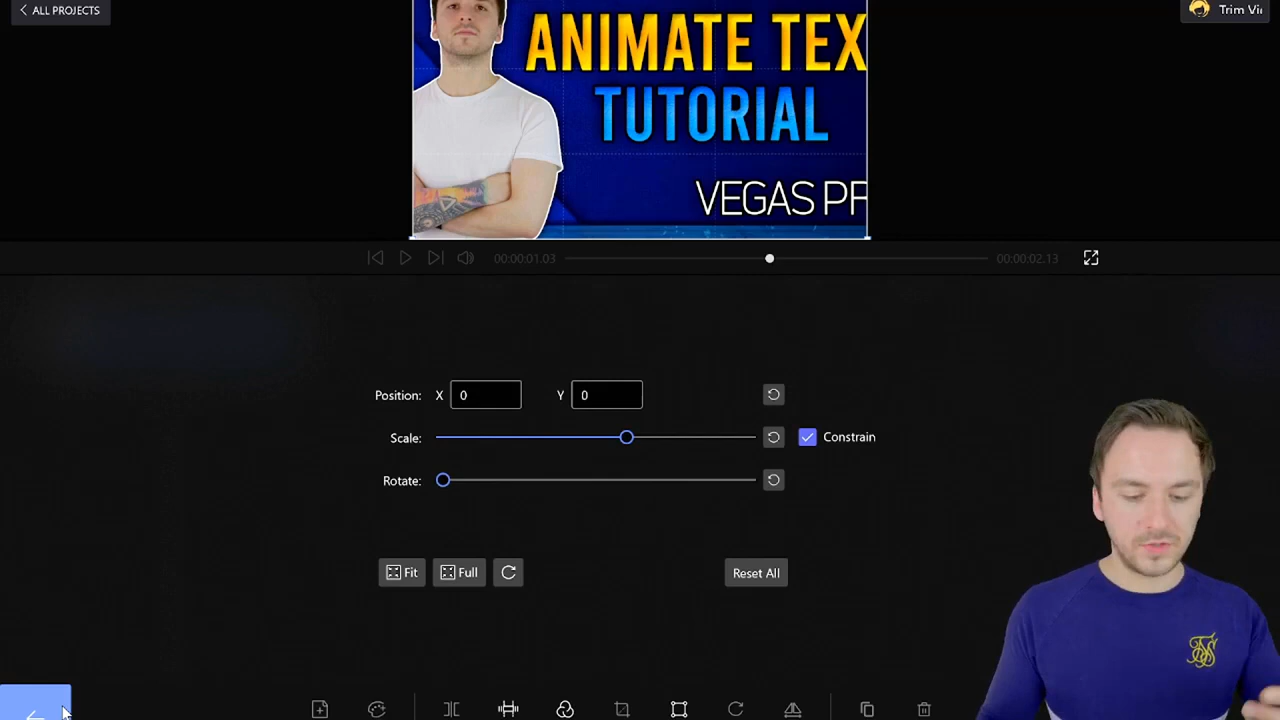 ALL PROJECTS
Trim Vi
ANIMATE TEX
TUTORIAL
VEGAS PR
00:00:01.03
00:00:02.13
Position: X 0 Y 0
Scale:
Constrain
Rotate:
Fit Full
Reset All